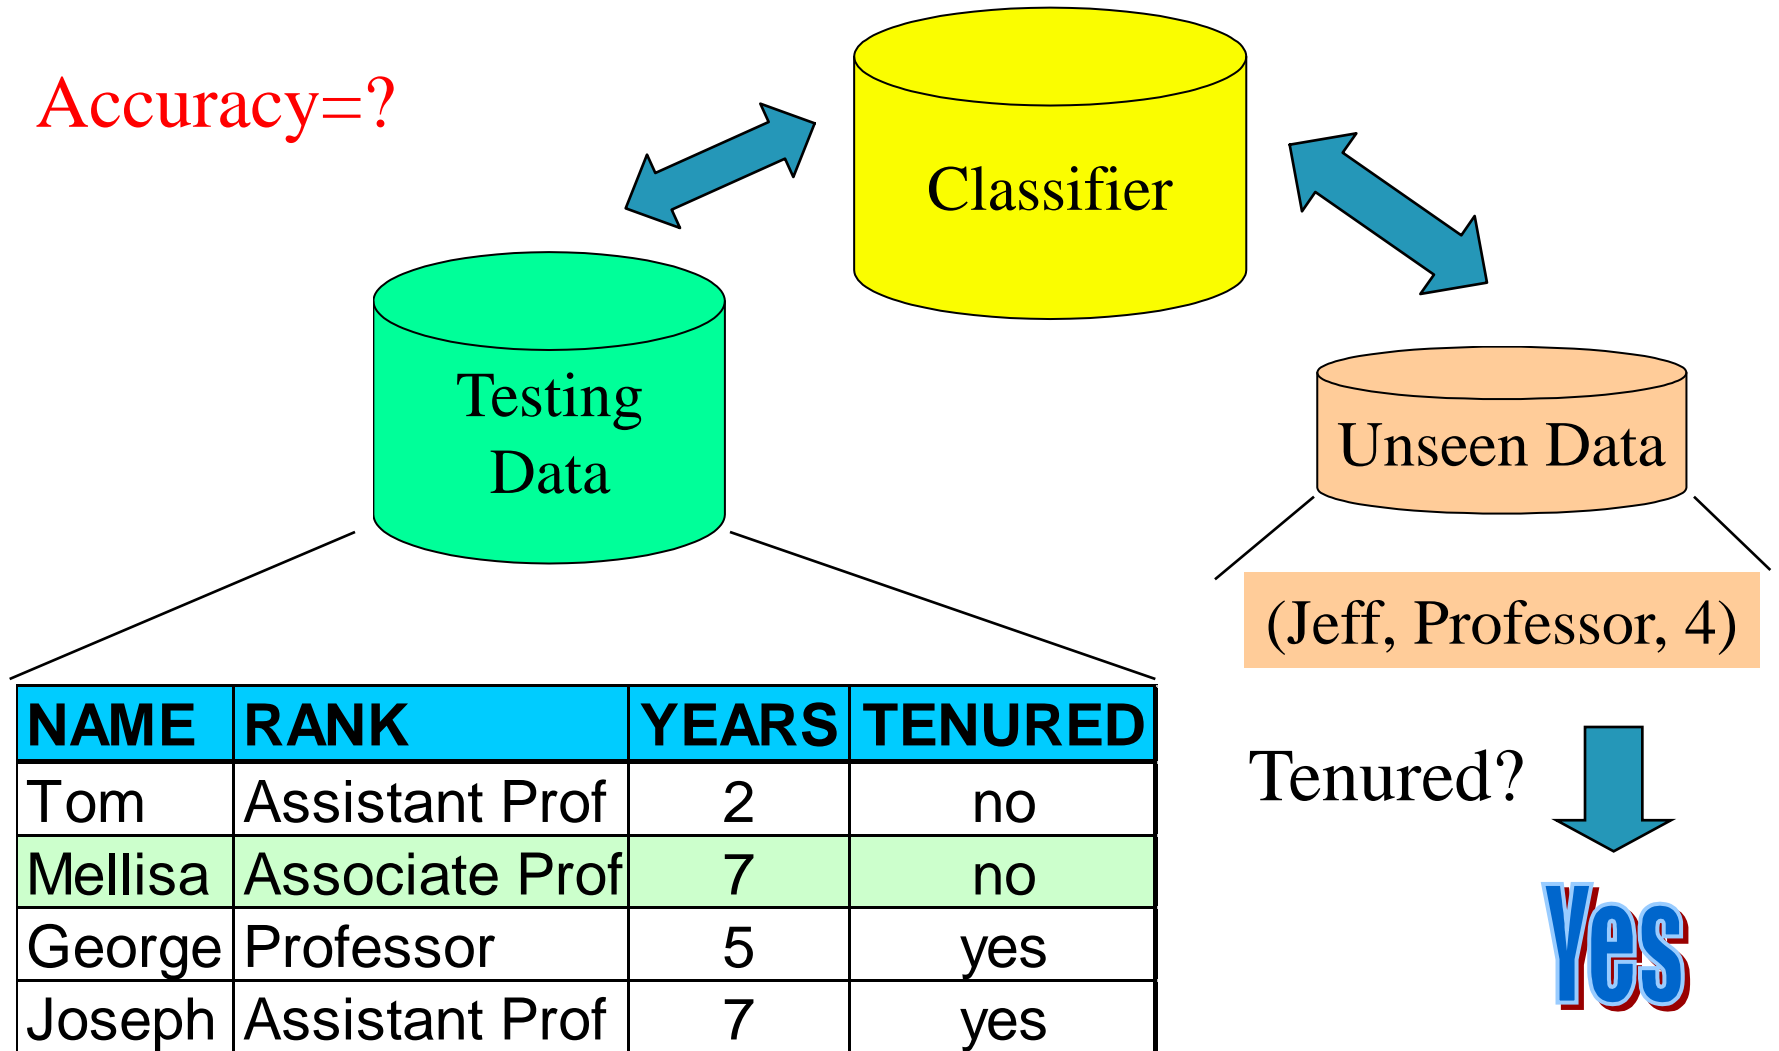 Accuracy=?
Classifier
Testing
Data
Unseen Data
(Jeff, Professor, 4)
NAME RANK YEARS TENURED
Tom Assistant Prof 2 no
Mellisa Associate Prof 7 no
George Professor 5 yes
Joseph Assistant Prof 7 yes
Tenured?
Yes